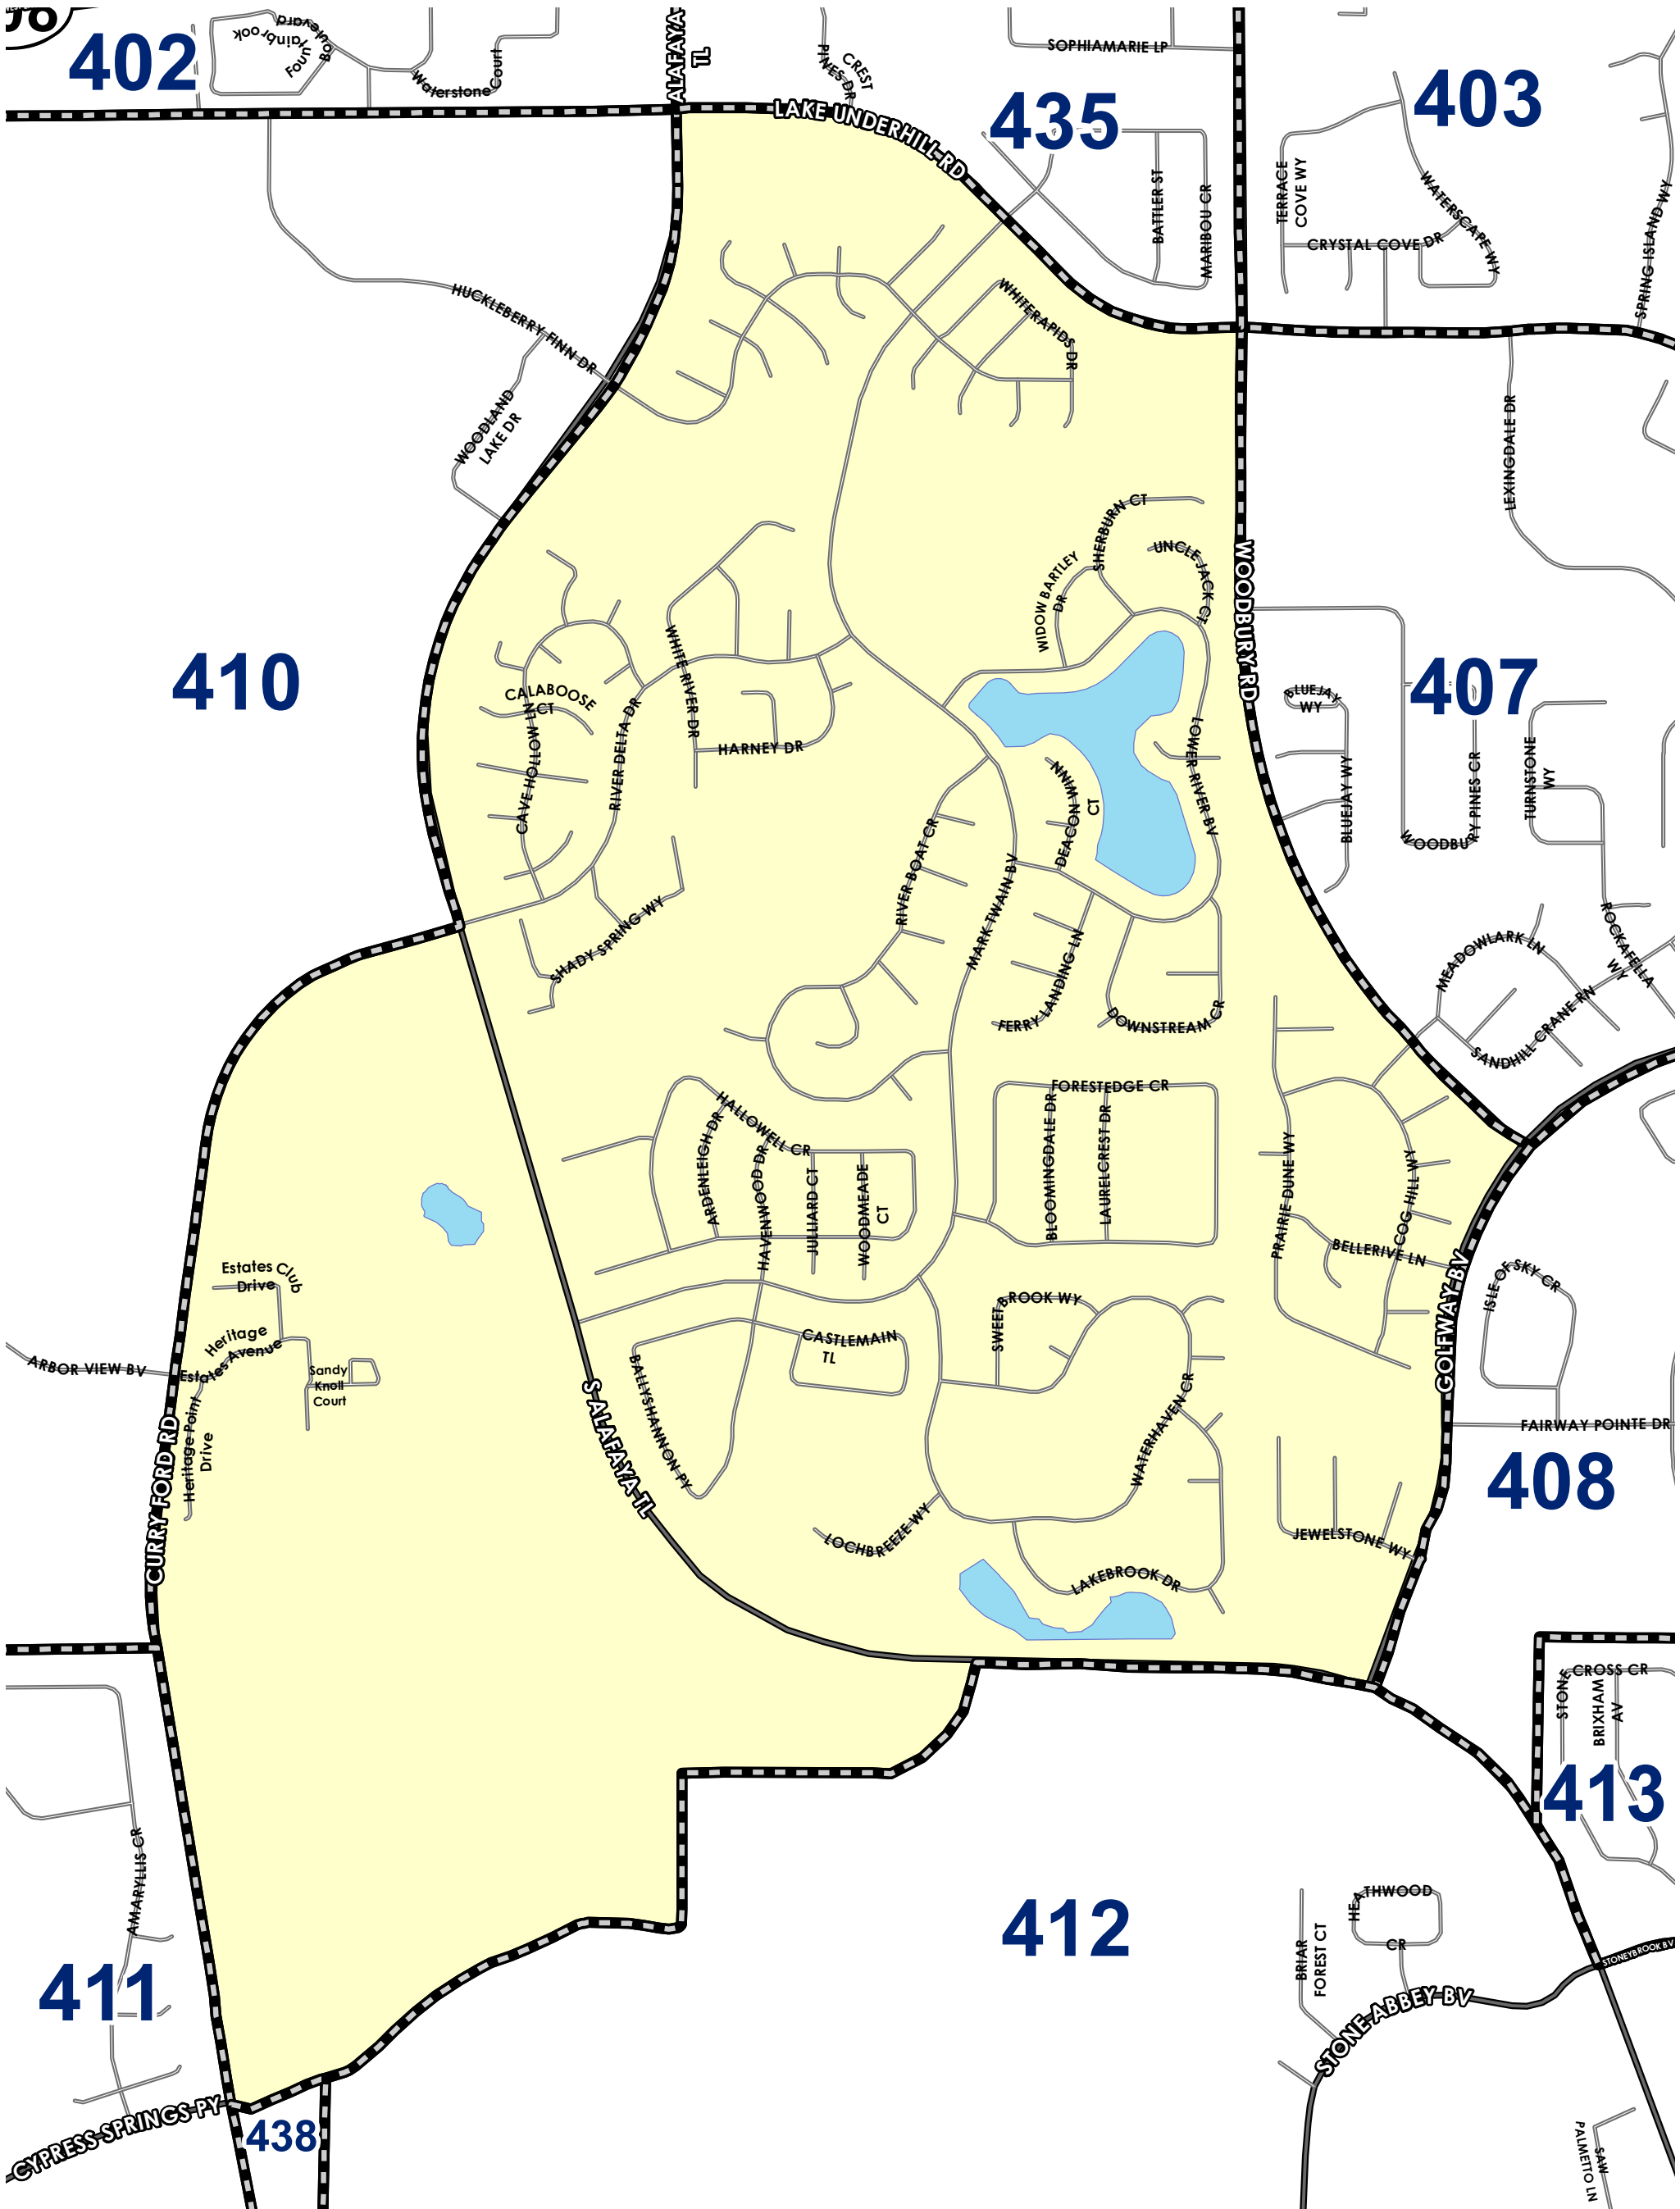 402
Fountainbrook
Boulevard
Waterstone Court
ALAFAYA
TL
CREST
PINES DR
SOPHIAMARIE LP
435
403
LAKE UNDERHILL RD
BATTLER ST
MARIBOU CR
TERRACE
COVE WY
WATERSCAPE WY
CRYSTAL COVE DR
SPRING ISLAND WY
HUCKLEBERRY FINN DR
WHITERAPIDS DR
WOODLAND
LAKE DR
LEXINGDALE DR
SHERBURN CT
UNCLE JACK CT
WIDOW BARTLEY
DR
WOODBURY RD
410
WHITE RIVER DR
CALABOOSE
CT
407
BLUEJAY
WY
HARNEY DR
RIVER DELTA DR
CAVE HOLLOW LN
LOWER RIVER BV
DEACON WINN
CT
BLUEJAY WY
WOODBURY PINES CR
TURNSTONE
WY
RIVER BOAT CR
MARK TWAIN BV
SHADY SPRING WY
FERRY LANDING LN
DOWNSTREAM CR
MEADOWLARK LN
ROCKAFELLA
WY
SANDHILL CRANE RN
FORESTEDGE CR
HALLOWELL CR
ARDENLEIGH DR
HAVENWOOD DR
JULLIARD CT
WOODMEADE
CT
BLOOMINGDALE DR
LAURELCREST DR
PRAIRIE DUNE WY
COG HILL WY
BELLERIVE LN
Estates Club
Drive
Heritage
Estates Avenue
ARBOR VIEW BV
Sandy
Knoll
Court
Heritage Point
Drive
CURRY FORD RD
SWEETBROOK WY
CASTLEMAIN
TL
BALLYSHANNON PY
S ALAFAYA TL
WATERHAVEN CR
GOLFWAY BV
ISLE OF SKY CR
FAIRWAY POINTE DR
408
LOCHBREEZE WY
JEWELSTONE WY
LAKEBROOK DR
STONE CROSS CR
BRIXHAM
AV
413
AMARYLLIS CR
412
HEATHWOOD
CR
BRIAR
FOREST CT
STONEYBROOK BV
STONE ABBEY BV
411
CYPRESS SPRINGS PY
438
SAW
PALMETTO LN